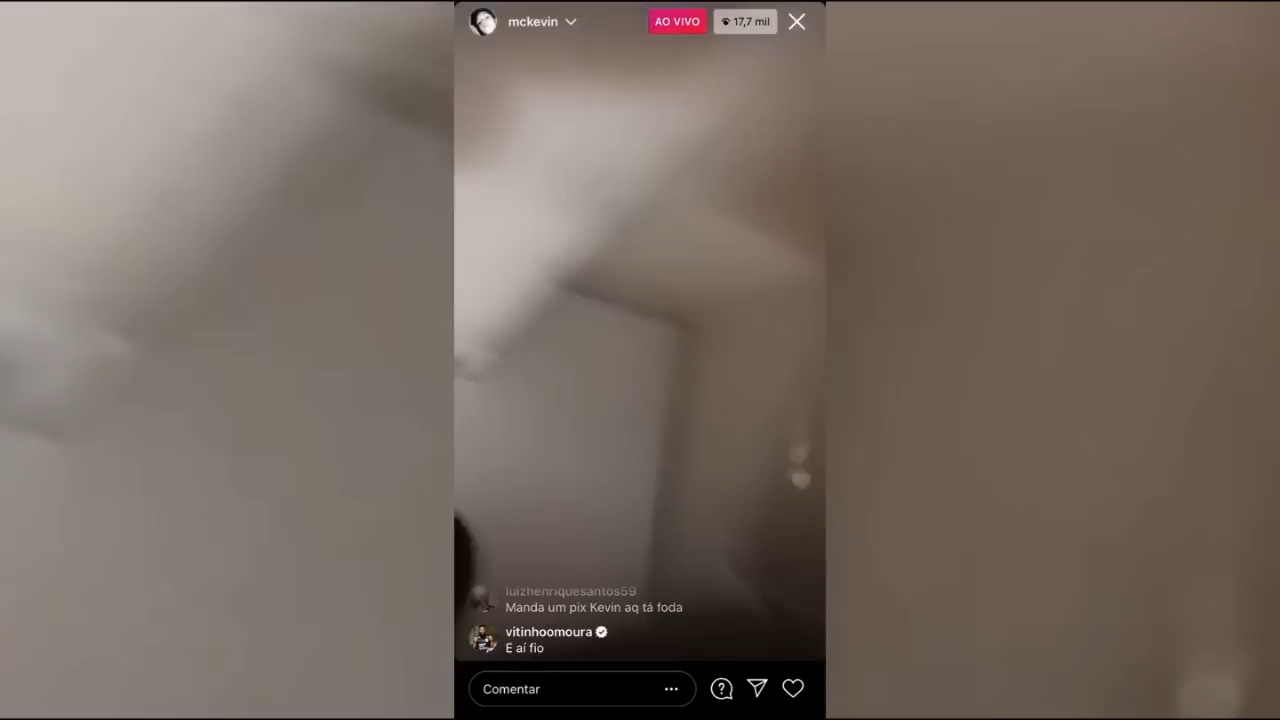 mckevin
AO VIVO
17,7 mil
luizhenriquesantos59
Manda um pix Kevin aq tá foda
vitinhoomoura
E aí fio
Comentar